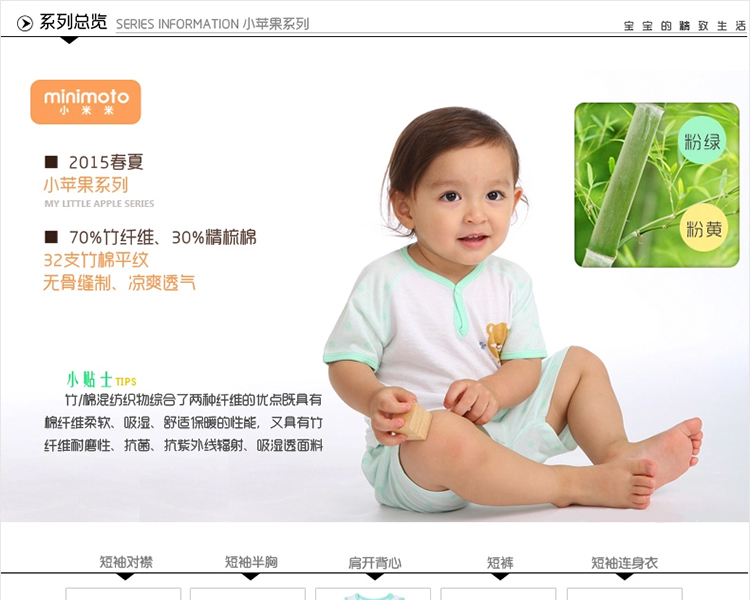 系列总览 SERIES INFORMATION 小苹果系列
宝宝的精致生活
minimoto
小米米
粉绿
粉黄
■ 2015春夏
小苹果系列
MY LITTLE APPLE SERIES
■ 70%竹纤维、30%精梳棉
32支竹棉平纹
无骨缝制、凉爽透气
小贴士TIPS
竹/棉混纺织物综合了两种纤维的优点既具有
棉纤维柔软、吸湿、舒适保暖的性能，又具有竹
纤维耐磨性、抗菌、抗紫外线辐射、吸湿透面料
短袖对襟 短袖半胸 肩开背心 短裤 短袖连身衣